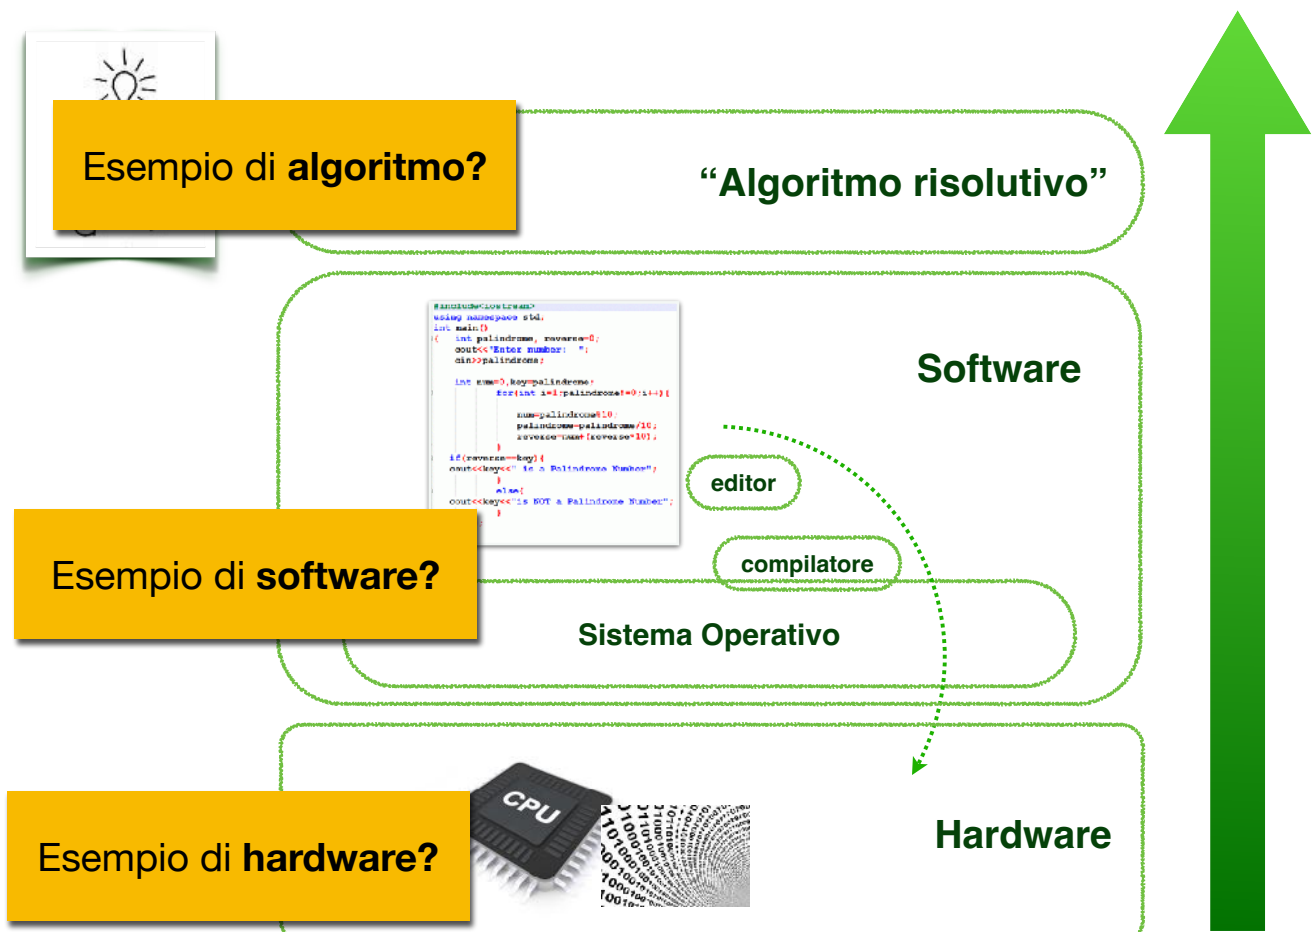 Esempio di algoritmo?
“Algoritmo risolutivo”
#include<iostream>
using namespace std;
int main()
{ int palindrome, reverse=0;
cout<<"Enter number: ";
cin>>palindrome;
int num=0,key=palindrome;
for(int i=1;palindrome!=0;i++){
num=palindrome%10;
palindrome=palindrome/10;
reverse=num+(reverse*10);
}
if(reverse==key){
cout<<key<<" is a Palindrome Number";
}
else{
cout<<key<<"is NOT a Palindrome Number";
}
Software
editor
compilatore
Esempio di software?
Sistema Operativo
CPU
Hardware
Esempio di hardware?